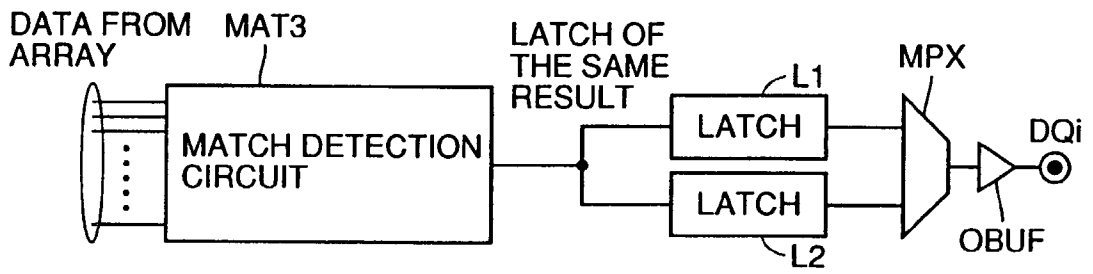 DATA FROM
ARRAY
MAT3
LATCH OF
THE SAME
RESULT
L1
MPX
DQi
MATCH DETECTION
CIRCUIT
LATCH
LATCH
L2
OBUF